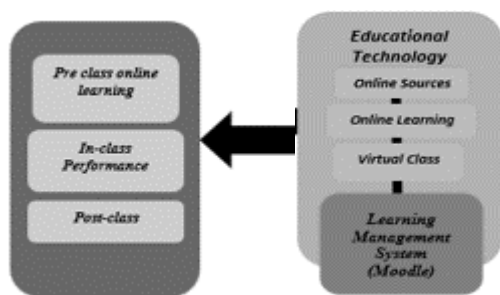 Pre class online
learning
In-class
Performance
Post-class
Educational
Technology
Online Sources
Online Learning
Virtual Class
Learning
Management
System
(Moodle)